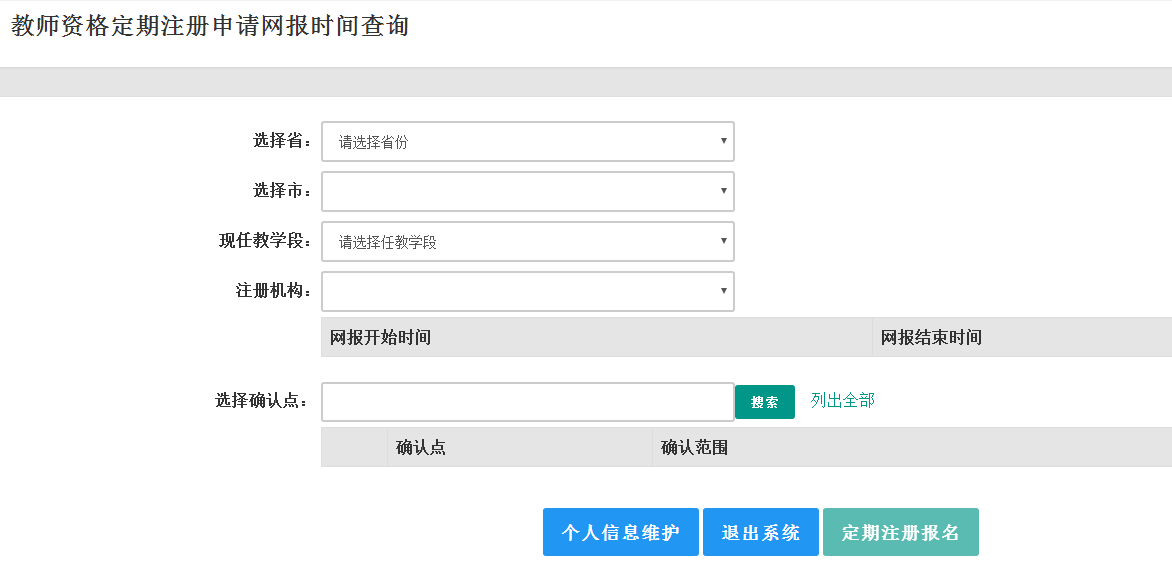 教师资格定期注册申请网报时间查询
选择省： 请选择省份
选择市：
现任教学段： 请选择任教学段
注册机构：
网报开始时间 网报结束时间
选择确认点： 搜索 列出全部
确认点 确认范围
个人信息维护 退出系统 定期注册报名